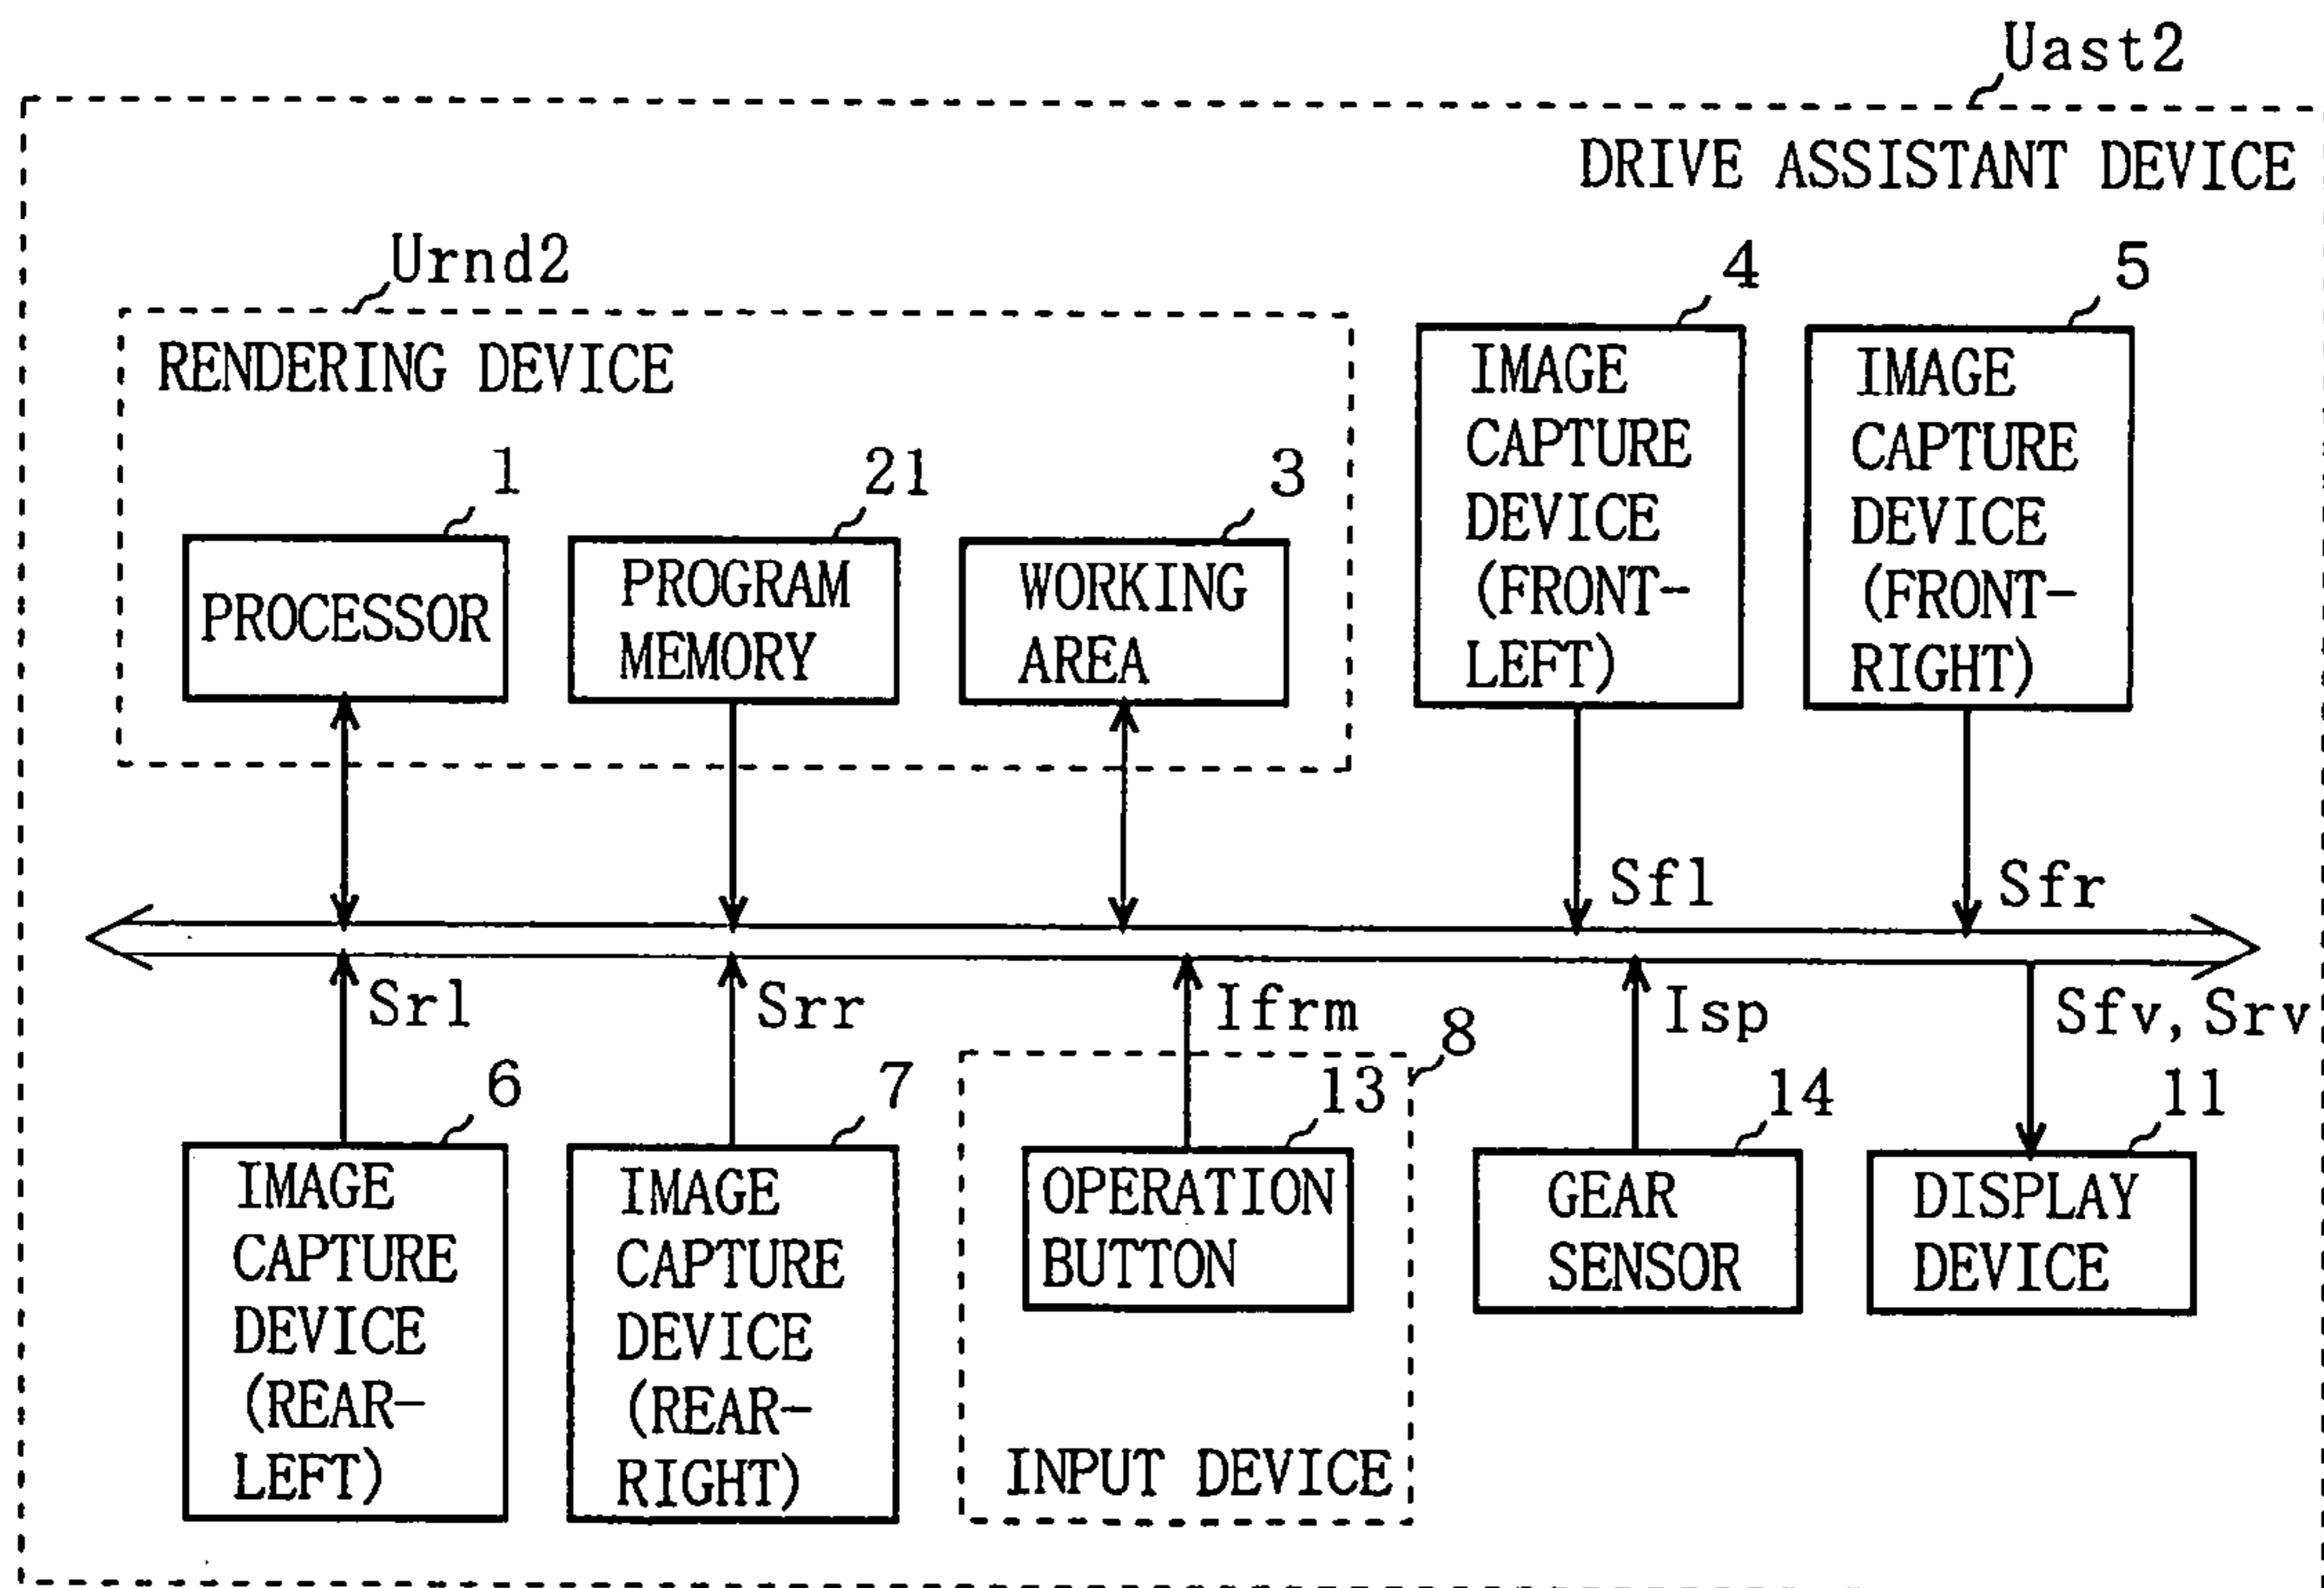 Uast2
DRIVE ASSISTANT DEVICE
Urnd2
RENDERING DEVICE
1
PROCESSOR
21
PROGRAM
MEMORY
3
WORKING
AREA
4
IMAGE
CAPTURE
DEVICE
(FRONT-
LEFT)
5
IMAGE
CAPTURE
DEVICE
(FRONT-
RIGHT)
Sfl
Sfr
Srl
Srr
Ifrm
Isp
Sfv, Srv
6
IMAGE
CAPTURE
DEVICE
(REAR-
LEFT)
7
IMAGE
CAPTURE
DEVICE
(REAR-
RIGHT)
8
13
OPERATION
BUTTON
INPUT DEVICE
14
GEAR
SENSOR
11
DISPLAY
DEVICE